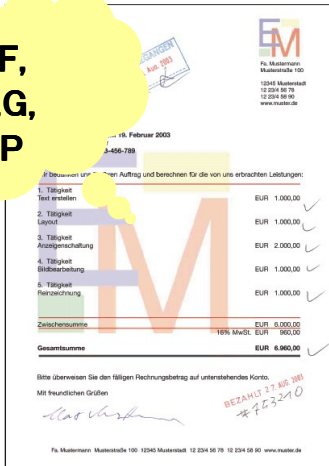 F,
G,
P
EM
Fa. Mustermann
Musterstraße 100
12345 Musterstadt
12 23/4 56 78
12 23/4 56 90
www.muster.de
19. Februar 2003
-456-789
Auftrag und berechnen für die von uns erbrachten Leistungen:
1. Tätigkeit
Text erstellen EUR 1.000,00
2. Tätigkeit
Layout EUR 1.000,00
3. Tätigkeit
Anzeigenschaltung EUR 2.000,00
4. Tätigkeit
Bildbearbeitung EUR 1.000,00
5. Tätigkeit
Reinzeichnung EUR 1.000,00
Zwischensumme EUR 6.000,00
16% MwSt. EUR 960,00
Gesamtsumme EUR 6.960,00
Bitte überweisen Sie den fälligen Rechnungsbetrag auf untenstehendes Konto.
Mit freundlichen Grüßen
BEZAHLT 27. AUG. 2003
#753210
Fa. Mustermann Musterstraße 100 12345 Musterstadt 12 23/4 56 78 12 23/4 56 90 www.muster.de